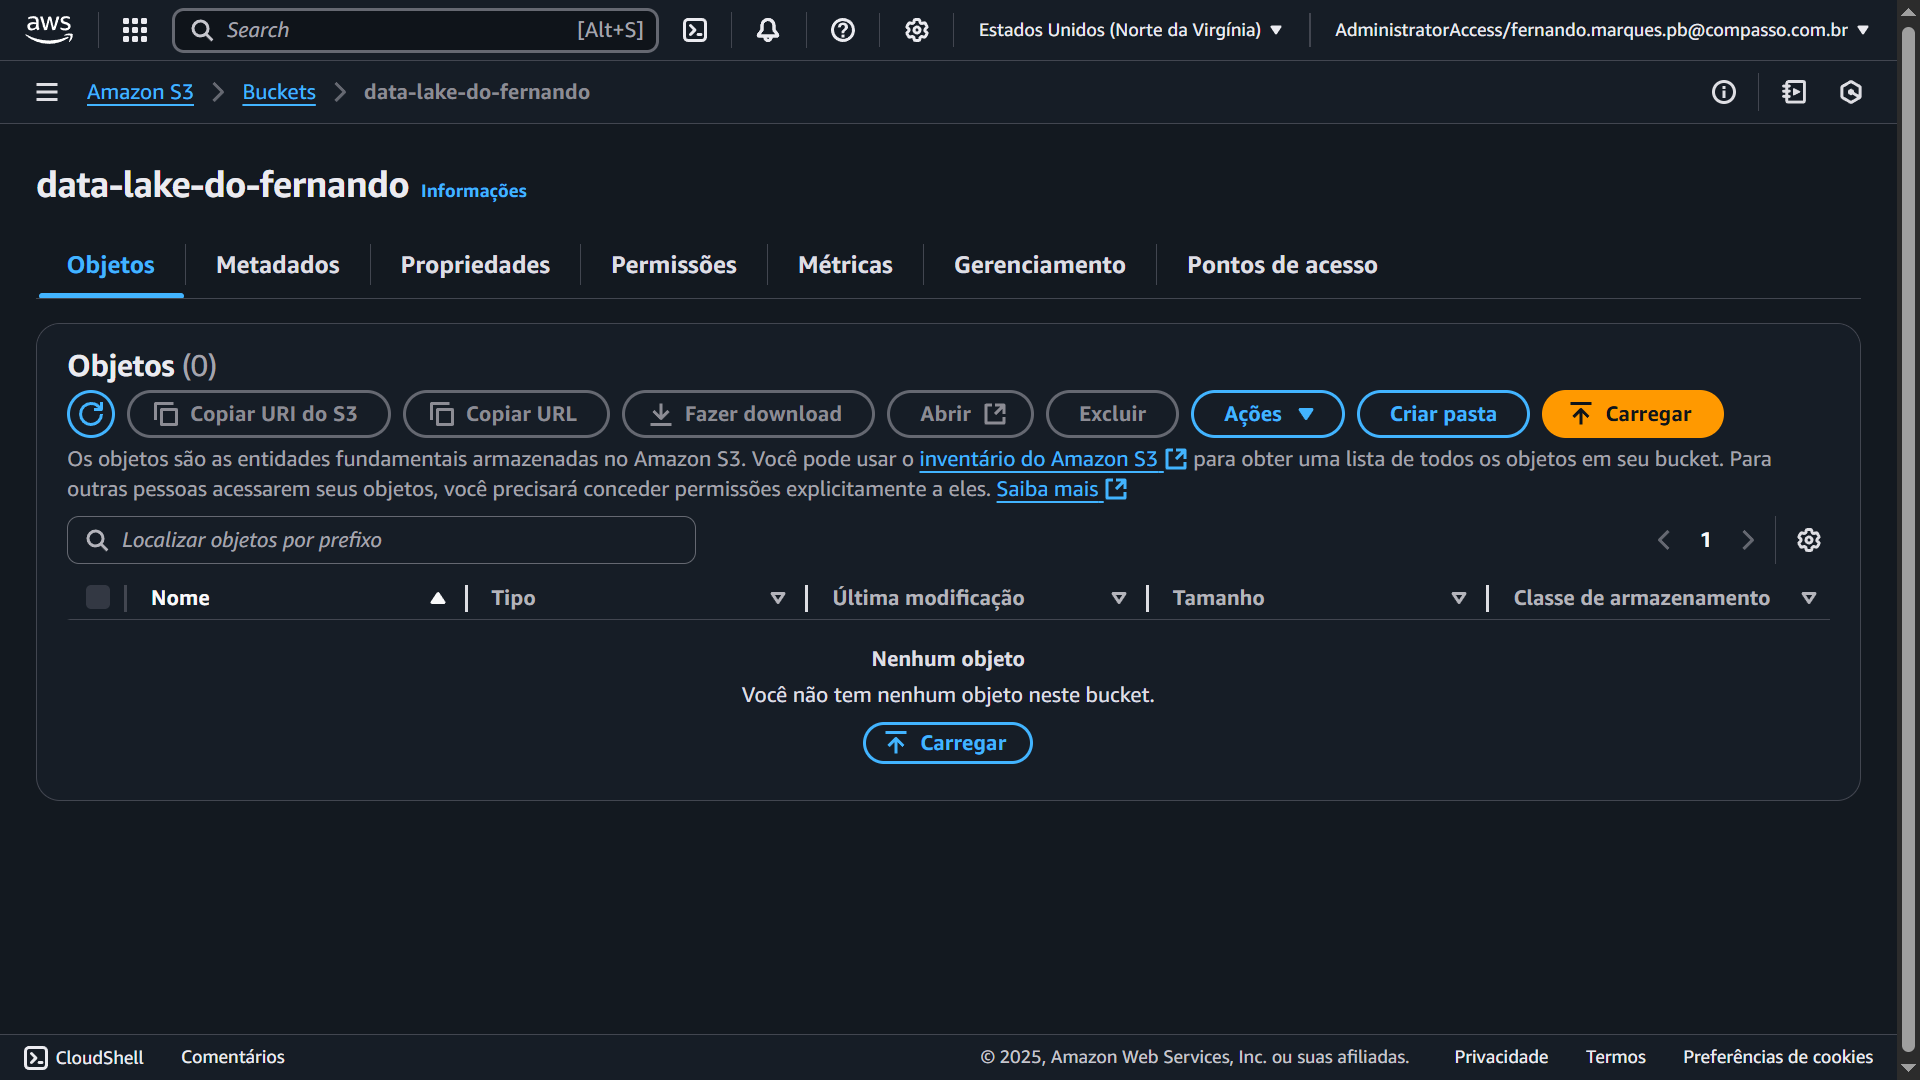 aws
Search [Alt+S]
Estados Unidos (Norte da Virgínia)
AdministratorAccess/fernando.marques.pb@compasso.com.br
Amazon S3 Buckets data-lake-do-fernando
data-lake-do-fernando Informações
Objetos Metadados Propriedades Permissões Métricas Gerenciamento Pontos de acesso
Objetos (0)
Copiar URI do S3 Copiar URL Fazer download Abrir Excluir Ações Criar pasta Carregar
Os objetos são as entidades fundamentais armazenadas no Amazon S3. Você pode usar o inventário do Amazon S3 para obter uma lista de todos os objetos em seu bucket. Para
outras pessoas acessarem seus objetos, você precisará conceder permissões explicitamente a eles. Saiba mais
Localizar objetos por prefixo
1
Nome Tipo Última modificação Tamanho Classe de armazenamento
Nenhum objeto
Você não tem nenhum objeto neste bucket.
Carregar
CloudShell Comentários © 2025, Amazon Web Services, Inc. ou suas afiliadas. Privacidade Termos Preferências de cookies